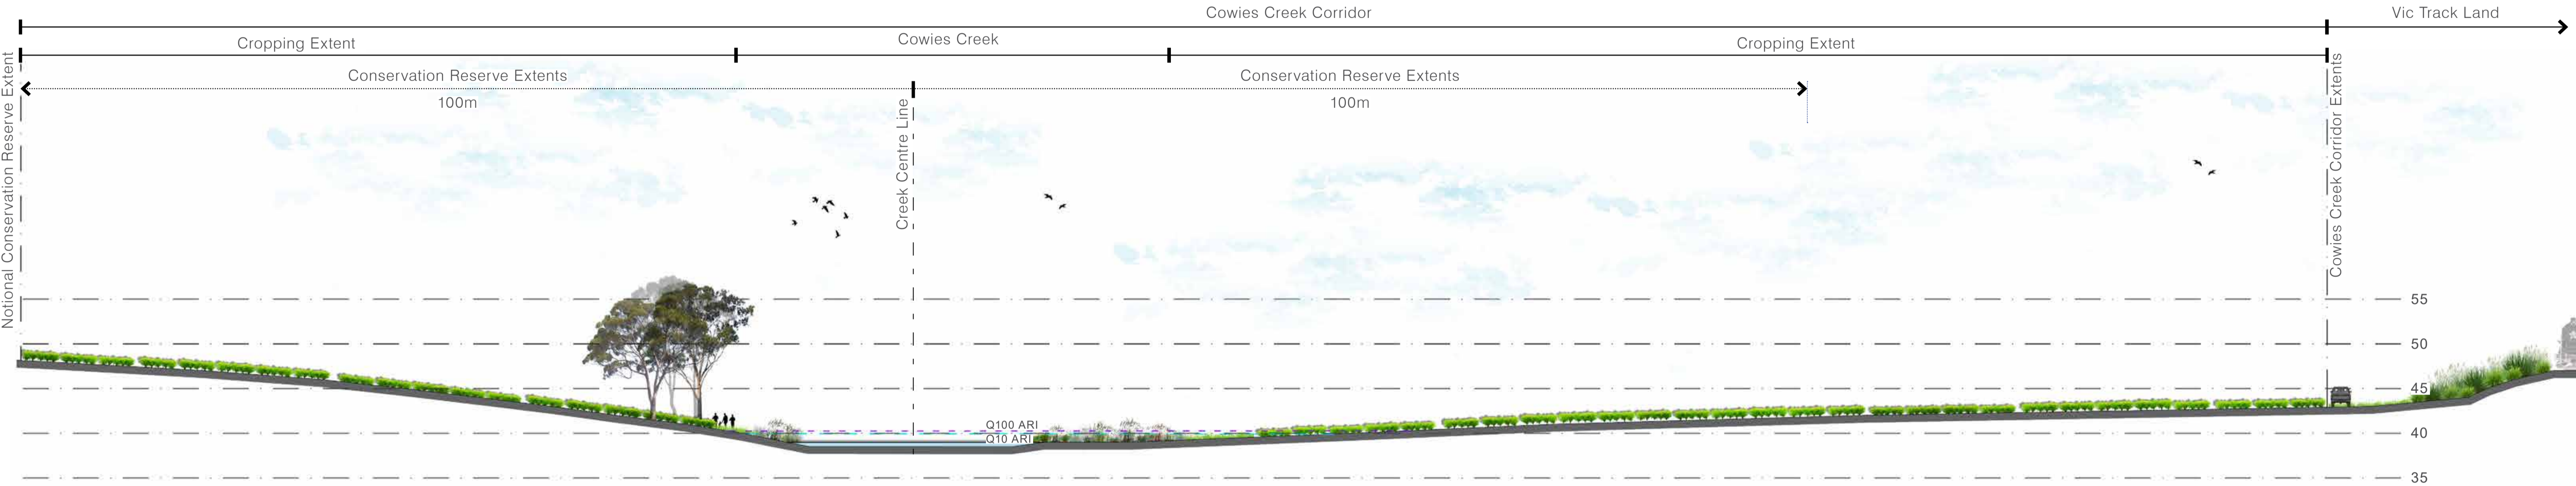 Cowies Creek Corridor
Vic Track Land
Cropping Extent
Cowies Creek
Cropping Extent
Conservation Reserve Extents
Conservation Reserve Extents
100m
100m
Notional Conservation Reserve Extent
Creek Centre Line
Cowies Creek Corridor Extents
55
50
45
Q100 ARI
Q10 ARI
40
35